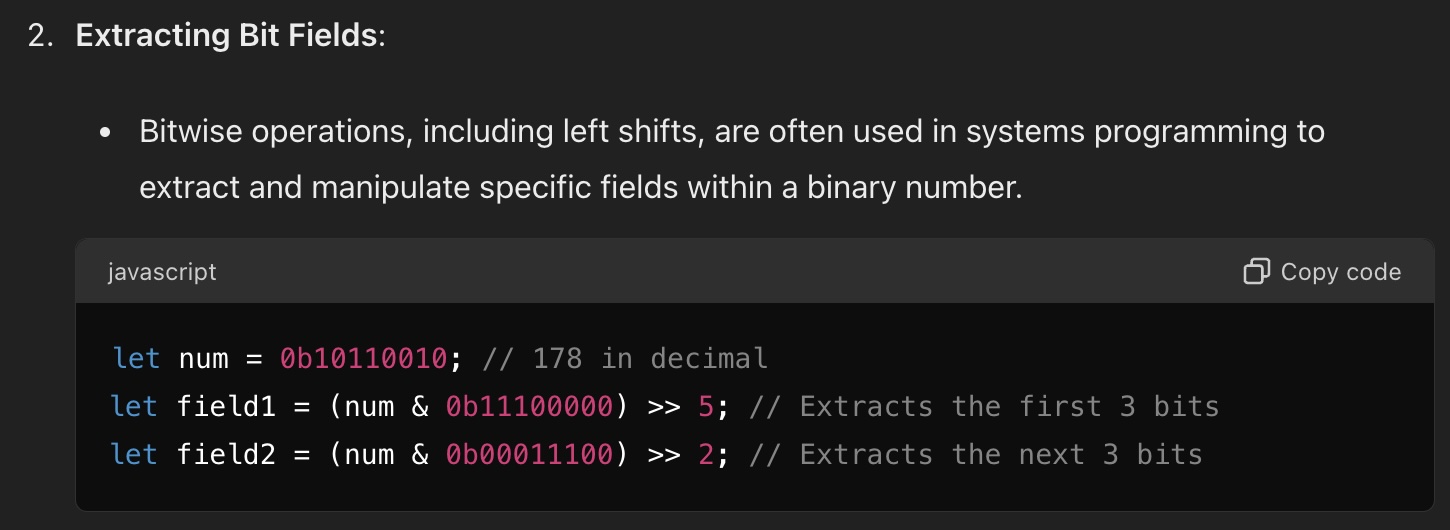 2. Extracting Bit Fields:
• Bitwise operations, including left shifts, are often used in systems programming to
extract and manipulate specific fields within a binary number.
javascript Copy code
let num = 0b10110010; // 178 in decimal
let field1 = (num & 0b11100000) >> 5; // Extracts the first 3 bits
let field2 = (num & 0b00011100) >> 2; // Extracts the next 3 bits